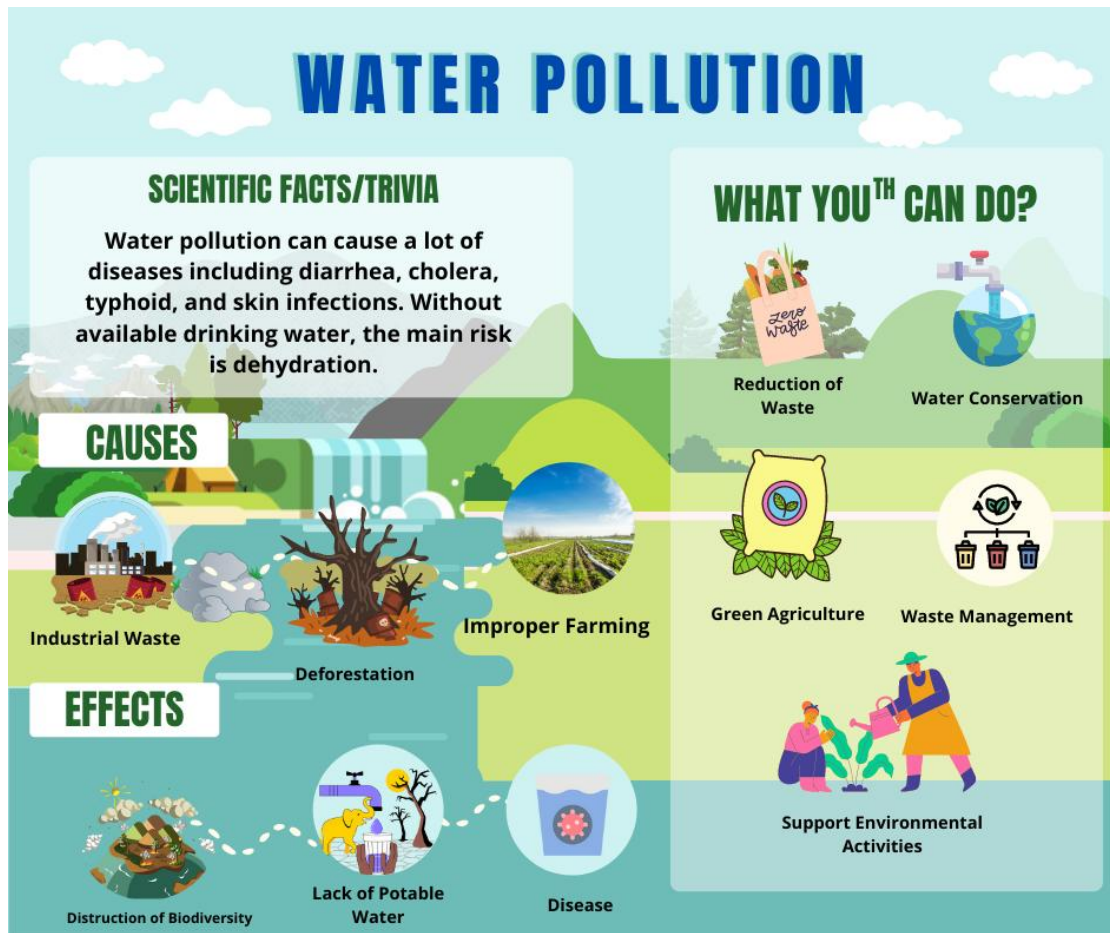 WATER POLLUTION
SCIENTIFIC FACTS/TRIVIA
Water pollution can cause a lot of
diseases including diarrhea, cholera,
typhoid, and skin infections. Without
available drinking water, the main risk
is dehydration.
CAUSES
Industrial Waste
Deforestation
Improper Farming
EFFECTS
Distruction of Biodiversity
Lack of Potable
Water
Disease
WHAT YOUTH CAN DO?
zero
waste
Reduction of
Waste
Water Conservation
Green Agriculture
Waste Management
Support Environmental
Activities